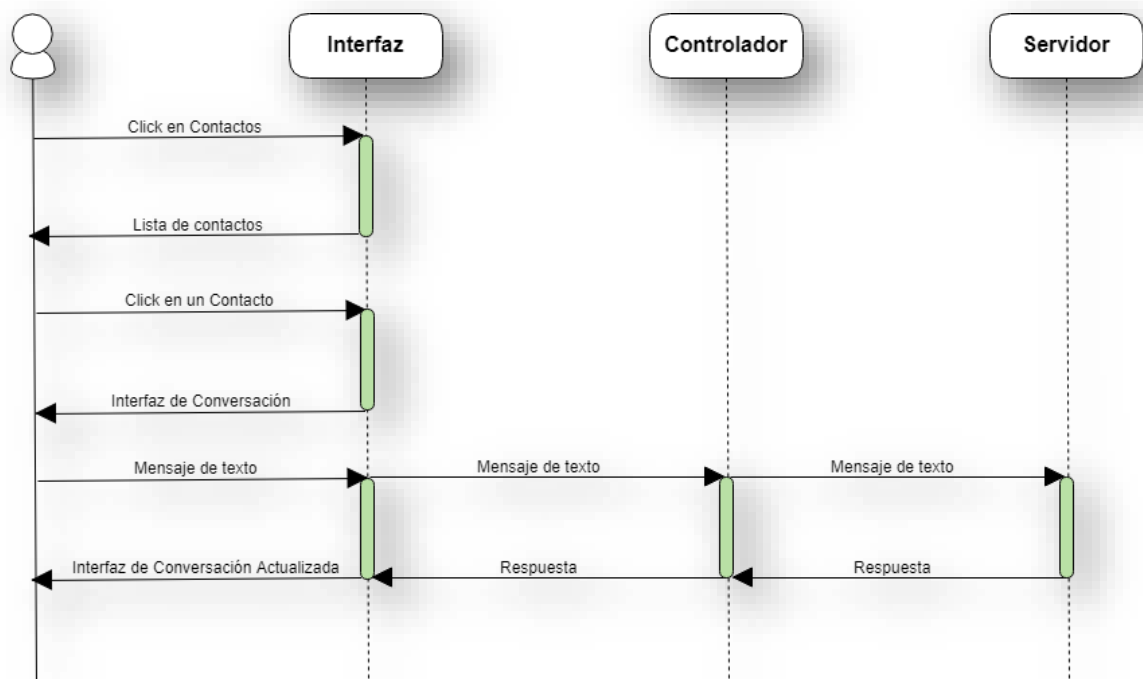 Interfaz
Controlador
Servidor
Click en Contactos
Lista de contactos
Click en un Contacto
Interfaz de Conversación
Mensaje de texto
Mensaje de texto
Mensaje de texto
Interfaz de Conversación Actualizada
Respuesta
Respuesta